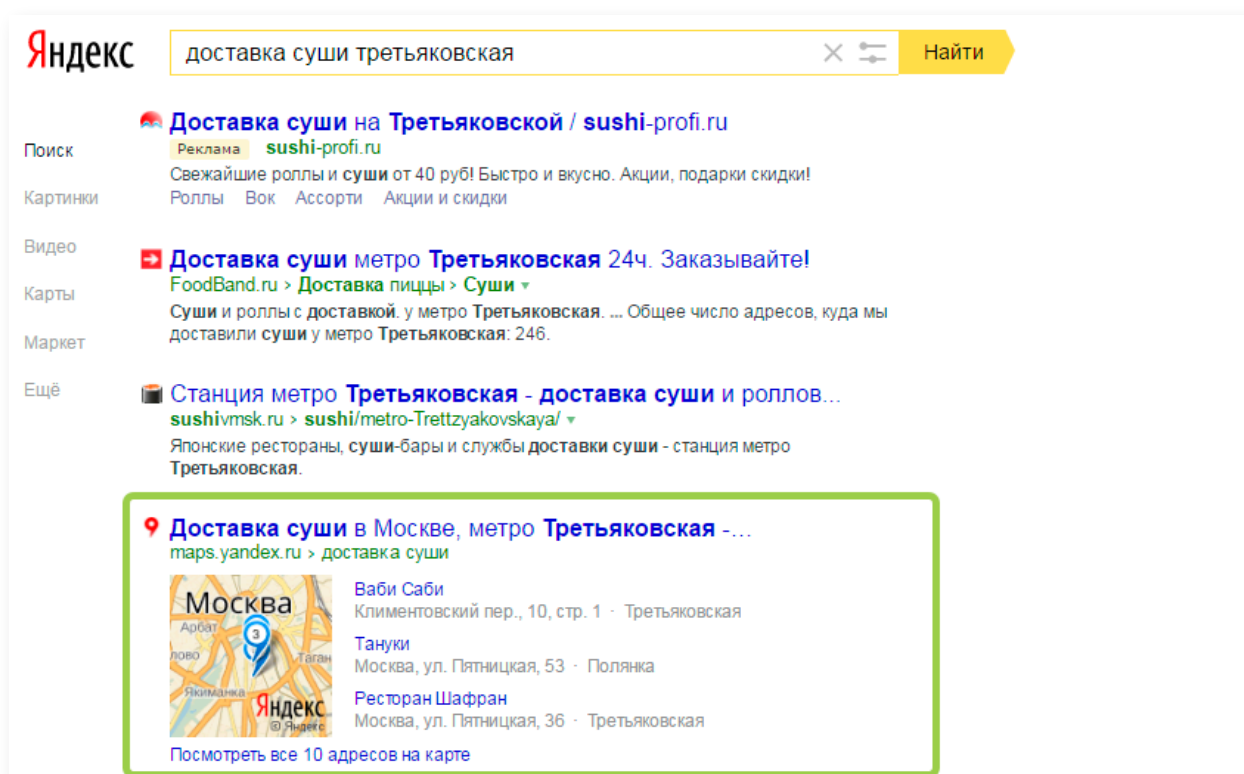 Яндекс
доставка суши третьяковская
Найти
Поиск
Картинки
Видео
Карты
Маркет
Ещё
Доставка суши на Третьяковской / sushi-profi.ru
Реклама sushi-profi.ru
Свежайшие роллы и суши от 40 руб! Быстро и вкусно. Акции, подарки скидки!
Роллы Вок Ассорти Акции и скидки
Доставка суши метро Третьяковская 24ч. Заказывайте!
FoodBand.ru › Доставка пиццы › Суши
Суши и роллы с доставкой. у метро Третьяковская. ... Общее число адресов, куда мы
доставили суши у метро Третьяковская: 246.
Станция метро Третьяковская - доставка суши и роллов...
sushivmsk.ru › sushi/metro-Trettzyakovskaya/
Японские рестораны, суши-бары и службы доставки суши - станция метро
Третьяковская.
Доставка суши в Москве, метро Третьяковская -...
maps.yandex.ru › доставка суши
Москва
Арбат
3
лово
Таган
Якиманка
Яндекс
© Яндекс
Ваби Саби
Климентовский пер., 10, стр. 1 · Третьяковская
Тануки
Москва, ул. Пятницкая, 53 · Полянка
Ресторан Шафран
Москва, ул. Пятницкая, 36 · Третьяковская
Посмотреть все 10 адресов на карте